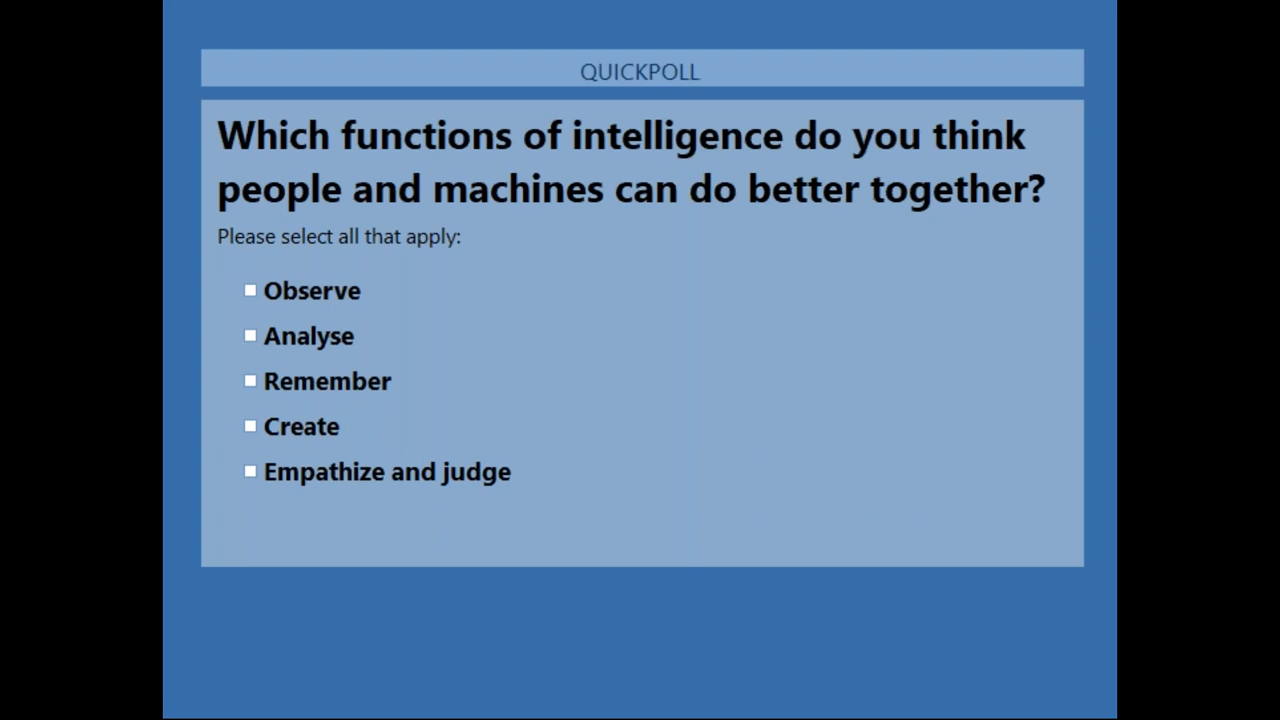 QUICKPOLL
Which functions of intelligence do you think
people and machines can do better together?
Please select all that apply:
Observe
Analyse
Remember
Create
Empathize and judge